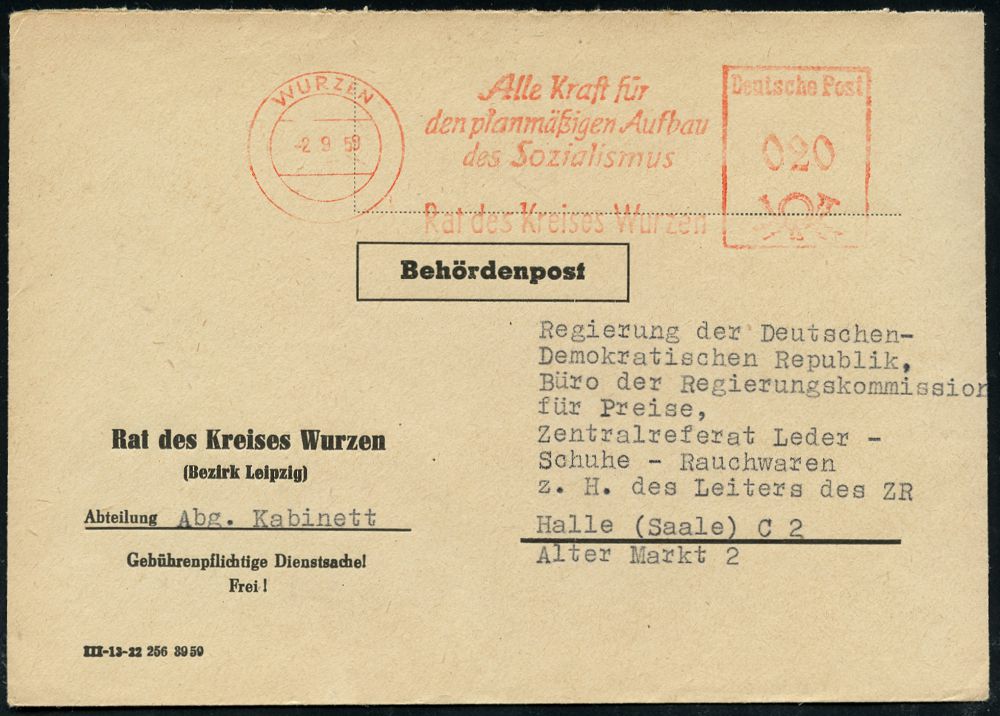 WURZEN
-2 9 59
Alle Kraft für
den planmäßigen Aufbau
des Sozialismus
Rat des Kreises Wurzen
Deutsche Post
020
Behördenpost
Regierung der Deutschen-
Demokratischen Republik,
Büro der Regierungskommission
für Preise,
Zentralreferat Leder -
Schuhe - Rauchwaren
z. H. des Leiters des ZR
Halle (Saale) C 2
Alter Markt 2
Rat des Kreises Wurzen
(Bezirk Leipzig)
Abteilung Abg. Kabinett
Gebührenpflichtige Dienstsache!
Frei!
III-13-22 256 3959